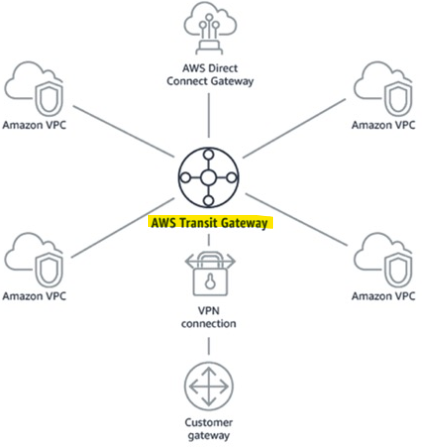 AWS Direct
Connect Gateway
Amazon VPC
Amazon VPC
AWS Transit Gateway
Amazon VPC
Amazon VPC
VPN
connection
Customer
gateway